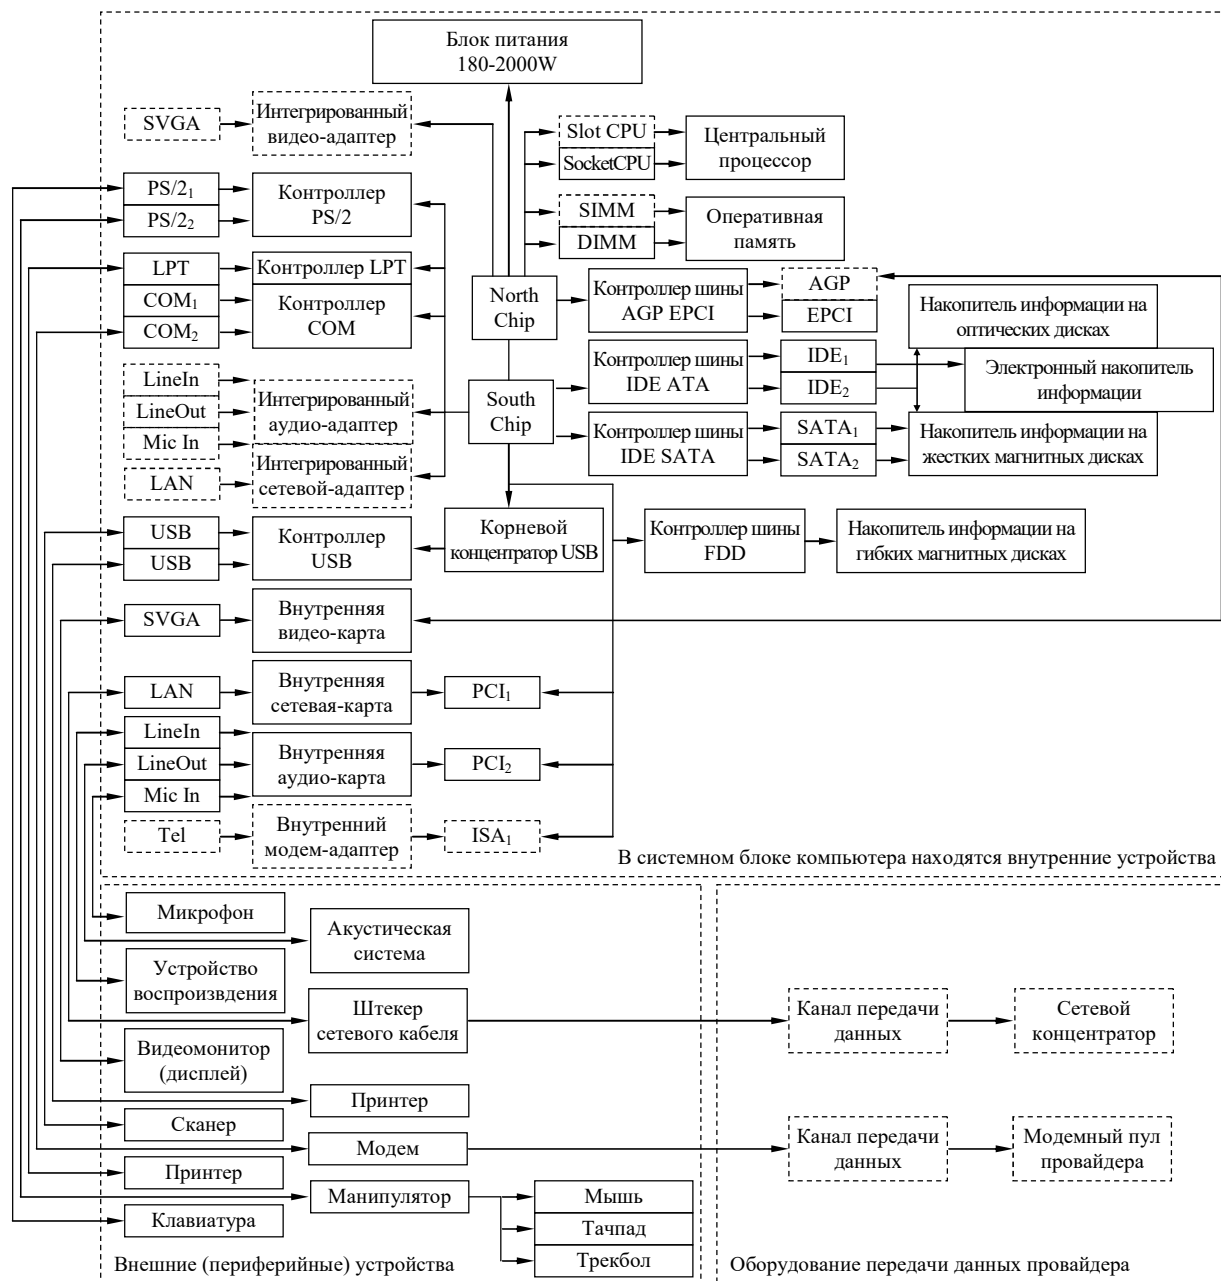 Блок питания
180-2000W
SVGA
Интегрированный
видео-адаптер
Slot CPU
SocketCPU
Центральный
процессор
PS/2₁
PS/2₂
Контроллер
PS/2
SIMM
DIMM
Оперативная
память
LPT
Контроллер LPT
COM₁
COM₂
Контроллер
COM
North
Chip
Контроллер шины
AGP EPCI
AGP
EPCI
Накопитель информации на
оптических дисках
LineIn
LineOut
Mic In
Интегрированный
аудио-адаптер
South
Chip
Контроллер шины
IDE ATA
IDE₁
IDE₂
Электронный накопитель
информации
Контроллер шины
IDE SATA
SATA₁
SATA₂
Накопитель информации на
жестких магнитных дисках
LAN
Интегрированный
сетевой-адаптер
USB
USB
Контроллер
USB
Корневой
концентратор USB
Контроллер шины
FDD
Накопитель информации на
гибких магнитных дисках
SVGA
Внутренняя
видео-карта
LAN
Внутренняя
сетевая-карта
PCI₁
LineIn
LineOut
Mic In
Внутренняя
аудио-карта
PCI₂
Tel
Внутренний
модем-адаптер
ISA₁
В системном блоке компьютера находятся внутренние устройства
Микрофон
Акустическая
система
Устройство
воспроизвдения
Штекер
сетевого кабеля
Канал передачи
данных
Сетевой
концентратор
Видеомонитор
(дисплей)
Принтер
Сканер
Модем
Канал передачи
данных
Модемный пул
провайдера
Принтер
Манипулятор
Мышь
Тачпад
Трекбол
Клавиатура
Внешние (периферийные) устройства
Оборудование передачи данных провайдера